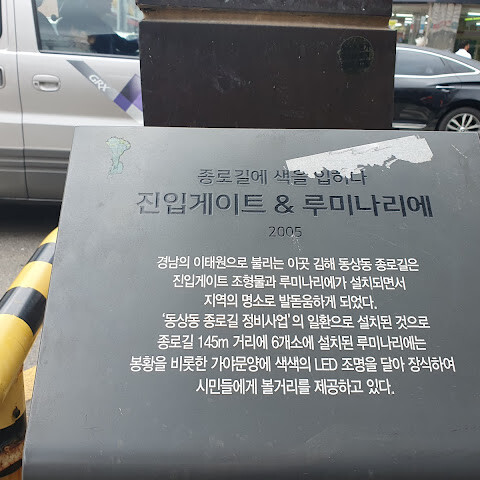 GRX
종로길에 색을 입히다
진입게이트 & 루미나리에
2005
경남의 이태원으로 불리는 이곳 김해 동상동 종로길은
진입게이트 조형물과 루미나리에가 설치되면서
지역의 명소로 발돋움하게 되었다.
‘동상동 종로길 정비사업’의 일환으로 설치된 것으로
종로길 145m 거리에 6개소에 설치된 루미나리에는
봉황을 비롯한 가야문양에 색색의 LED 조명을 달아 장식하여
시민들에게 볼거리를 제공하고 있다.